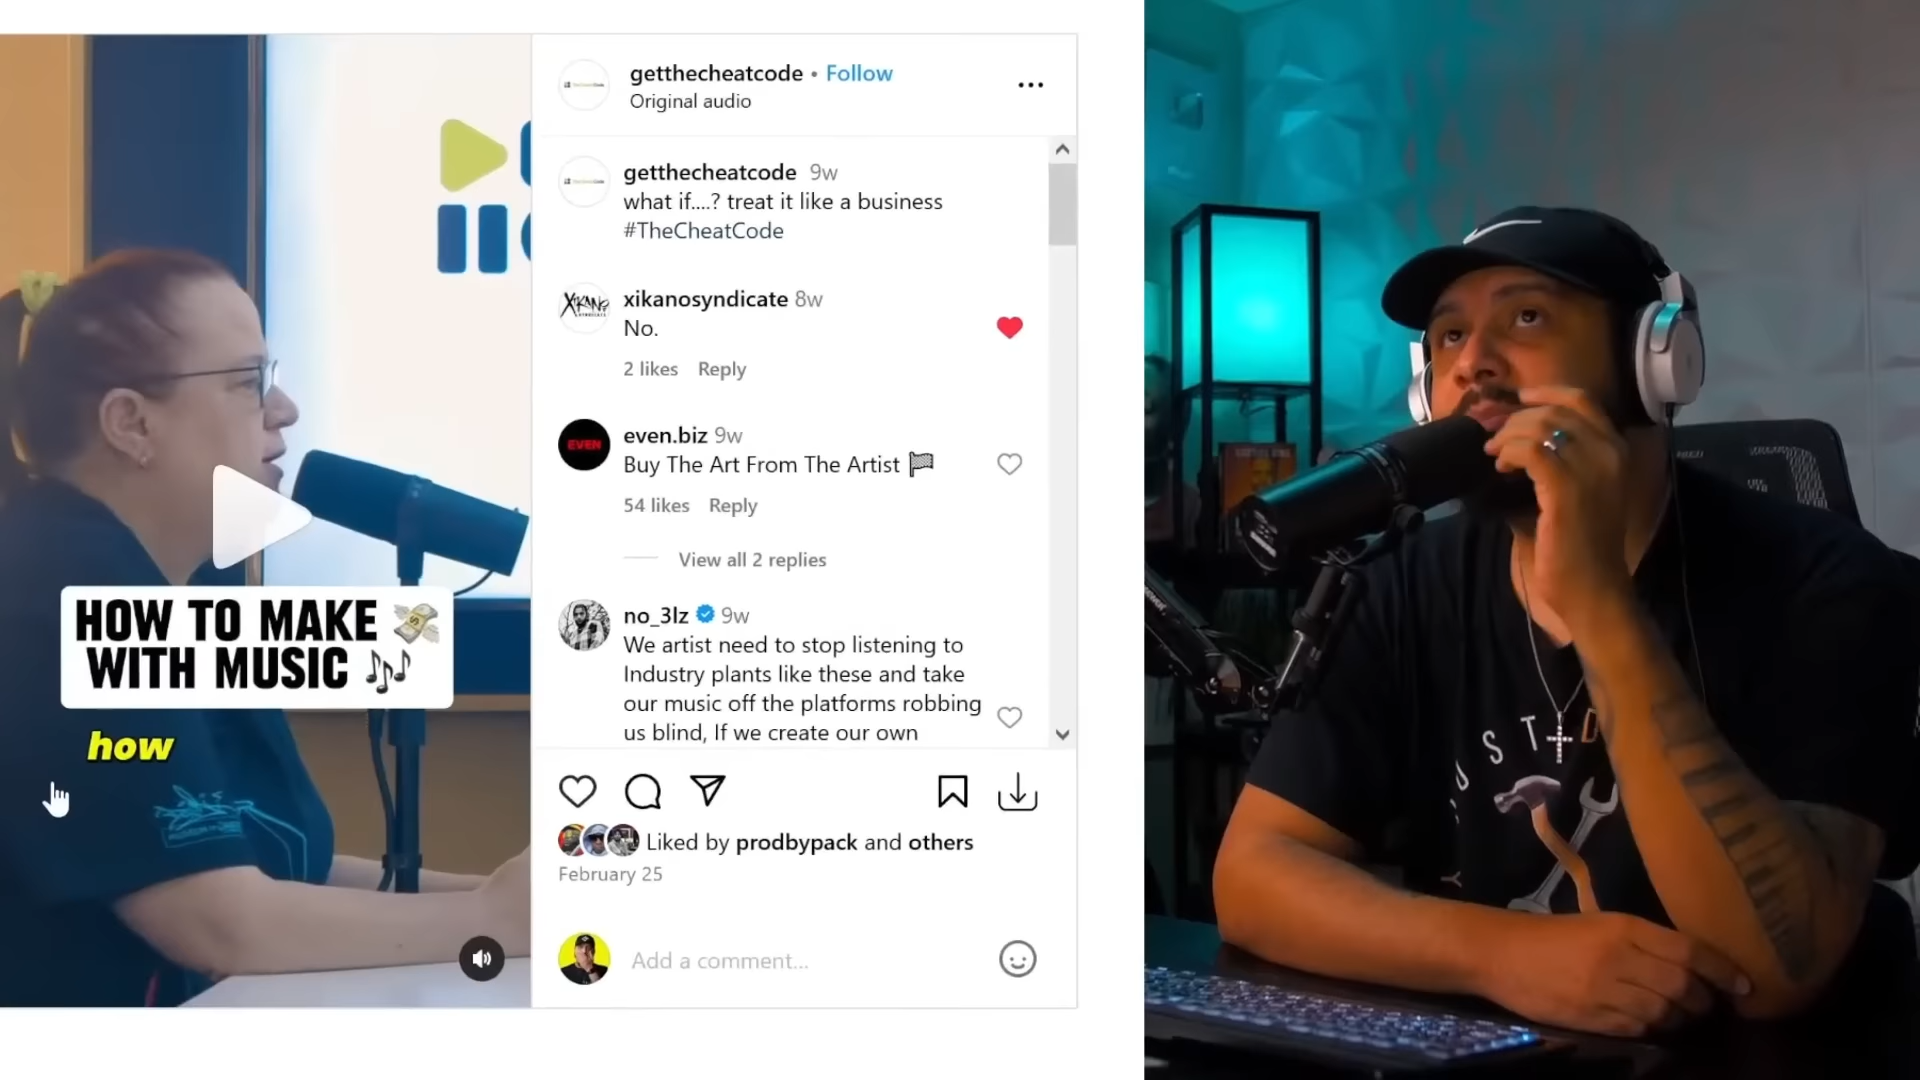 getthecheatcode • Follow
Original audio
getthecheatcode 9w
what if....? treat it like a business
#TheCheatCode
XIKANO
xikanosyndicate 8w
No.
2 likes Reply
EVEN
even.biz 9w
Buy The Art From The Artist
54 likes Reply
View all 2 replies
no_3lz 9w
We artist need to stop listening to
Industry plants like these and take
our music off the platforms robbing
us blind, If we create our own
HOW TO MAKE
WITH MUSIC
how
Liked by prodbypack and others
February 25
Add a comment...